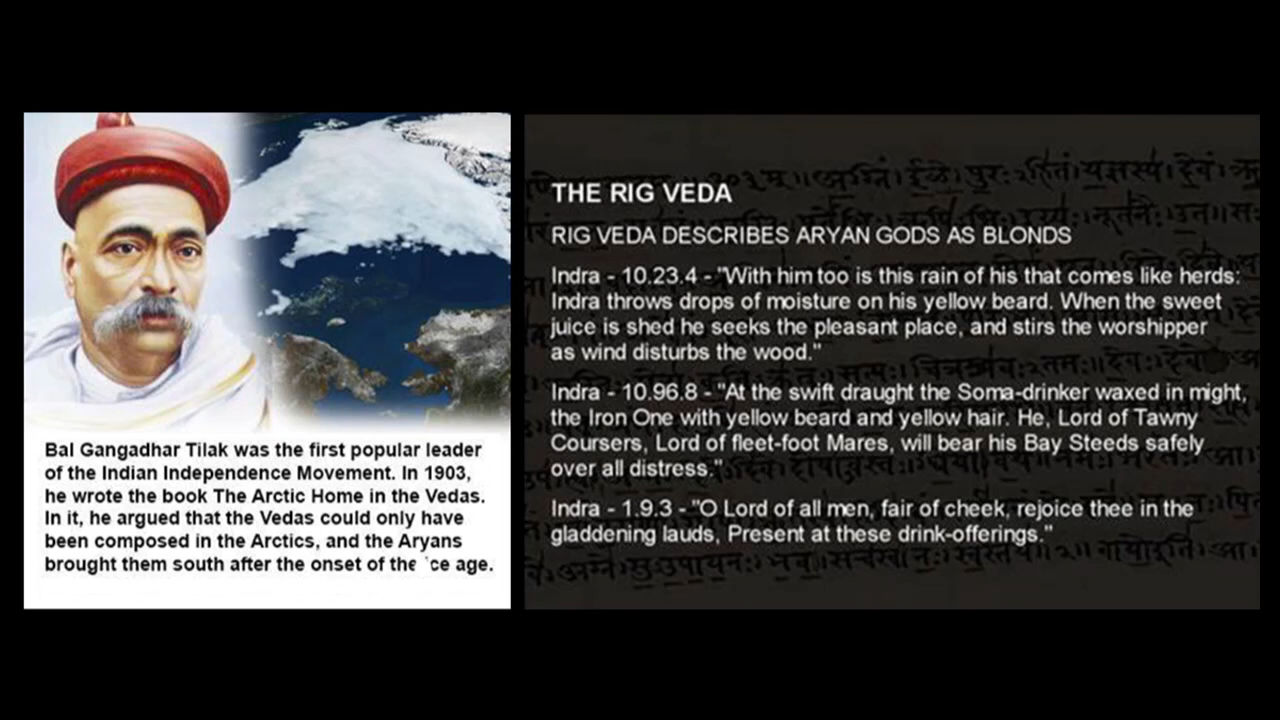 Bal Gangadhar Tilak was the first popular leader
of the Indian Independence Movement. In 1903,
he wrote the book The Arctic Home in the Vedas.
In it, he argued that the Vedas could only have
been composed in the Arctics, and the Aryans
brought them south after the onset of the ce age.
THE RIG VEDA
RIG VEDA DESCRIBES ARYAN GODS AS BLONDS
Indra - 10.23.4 - "With him too is this rain of his that comes like herds:
Indra throws drops of moisture on his yellow beard. When the sweet
juice is shed he seeks the pleasant place, and stirs the worshipper
as wind disturbs the wood."
Indra - 10.96.8 - "At the swift draught the Soma-drinker waxed in might,
the Iron One with yellow beard and yellow hair. He, Lord of Tawny
Coursers, Lord of fleet-foot Mares, will bear his Bay Steeds safely
over all distress."
Indra - 1.9.3 - "O Lord of all men, fair of cheek, rejoice thee in the
gladdening lauds, Present at these drink-offerings."